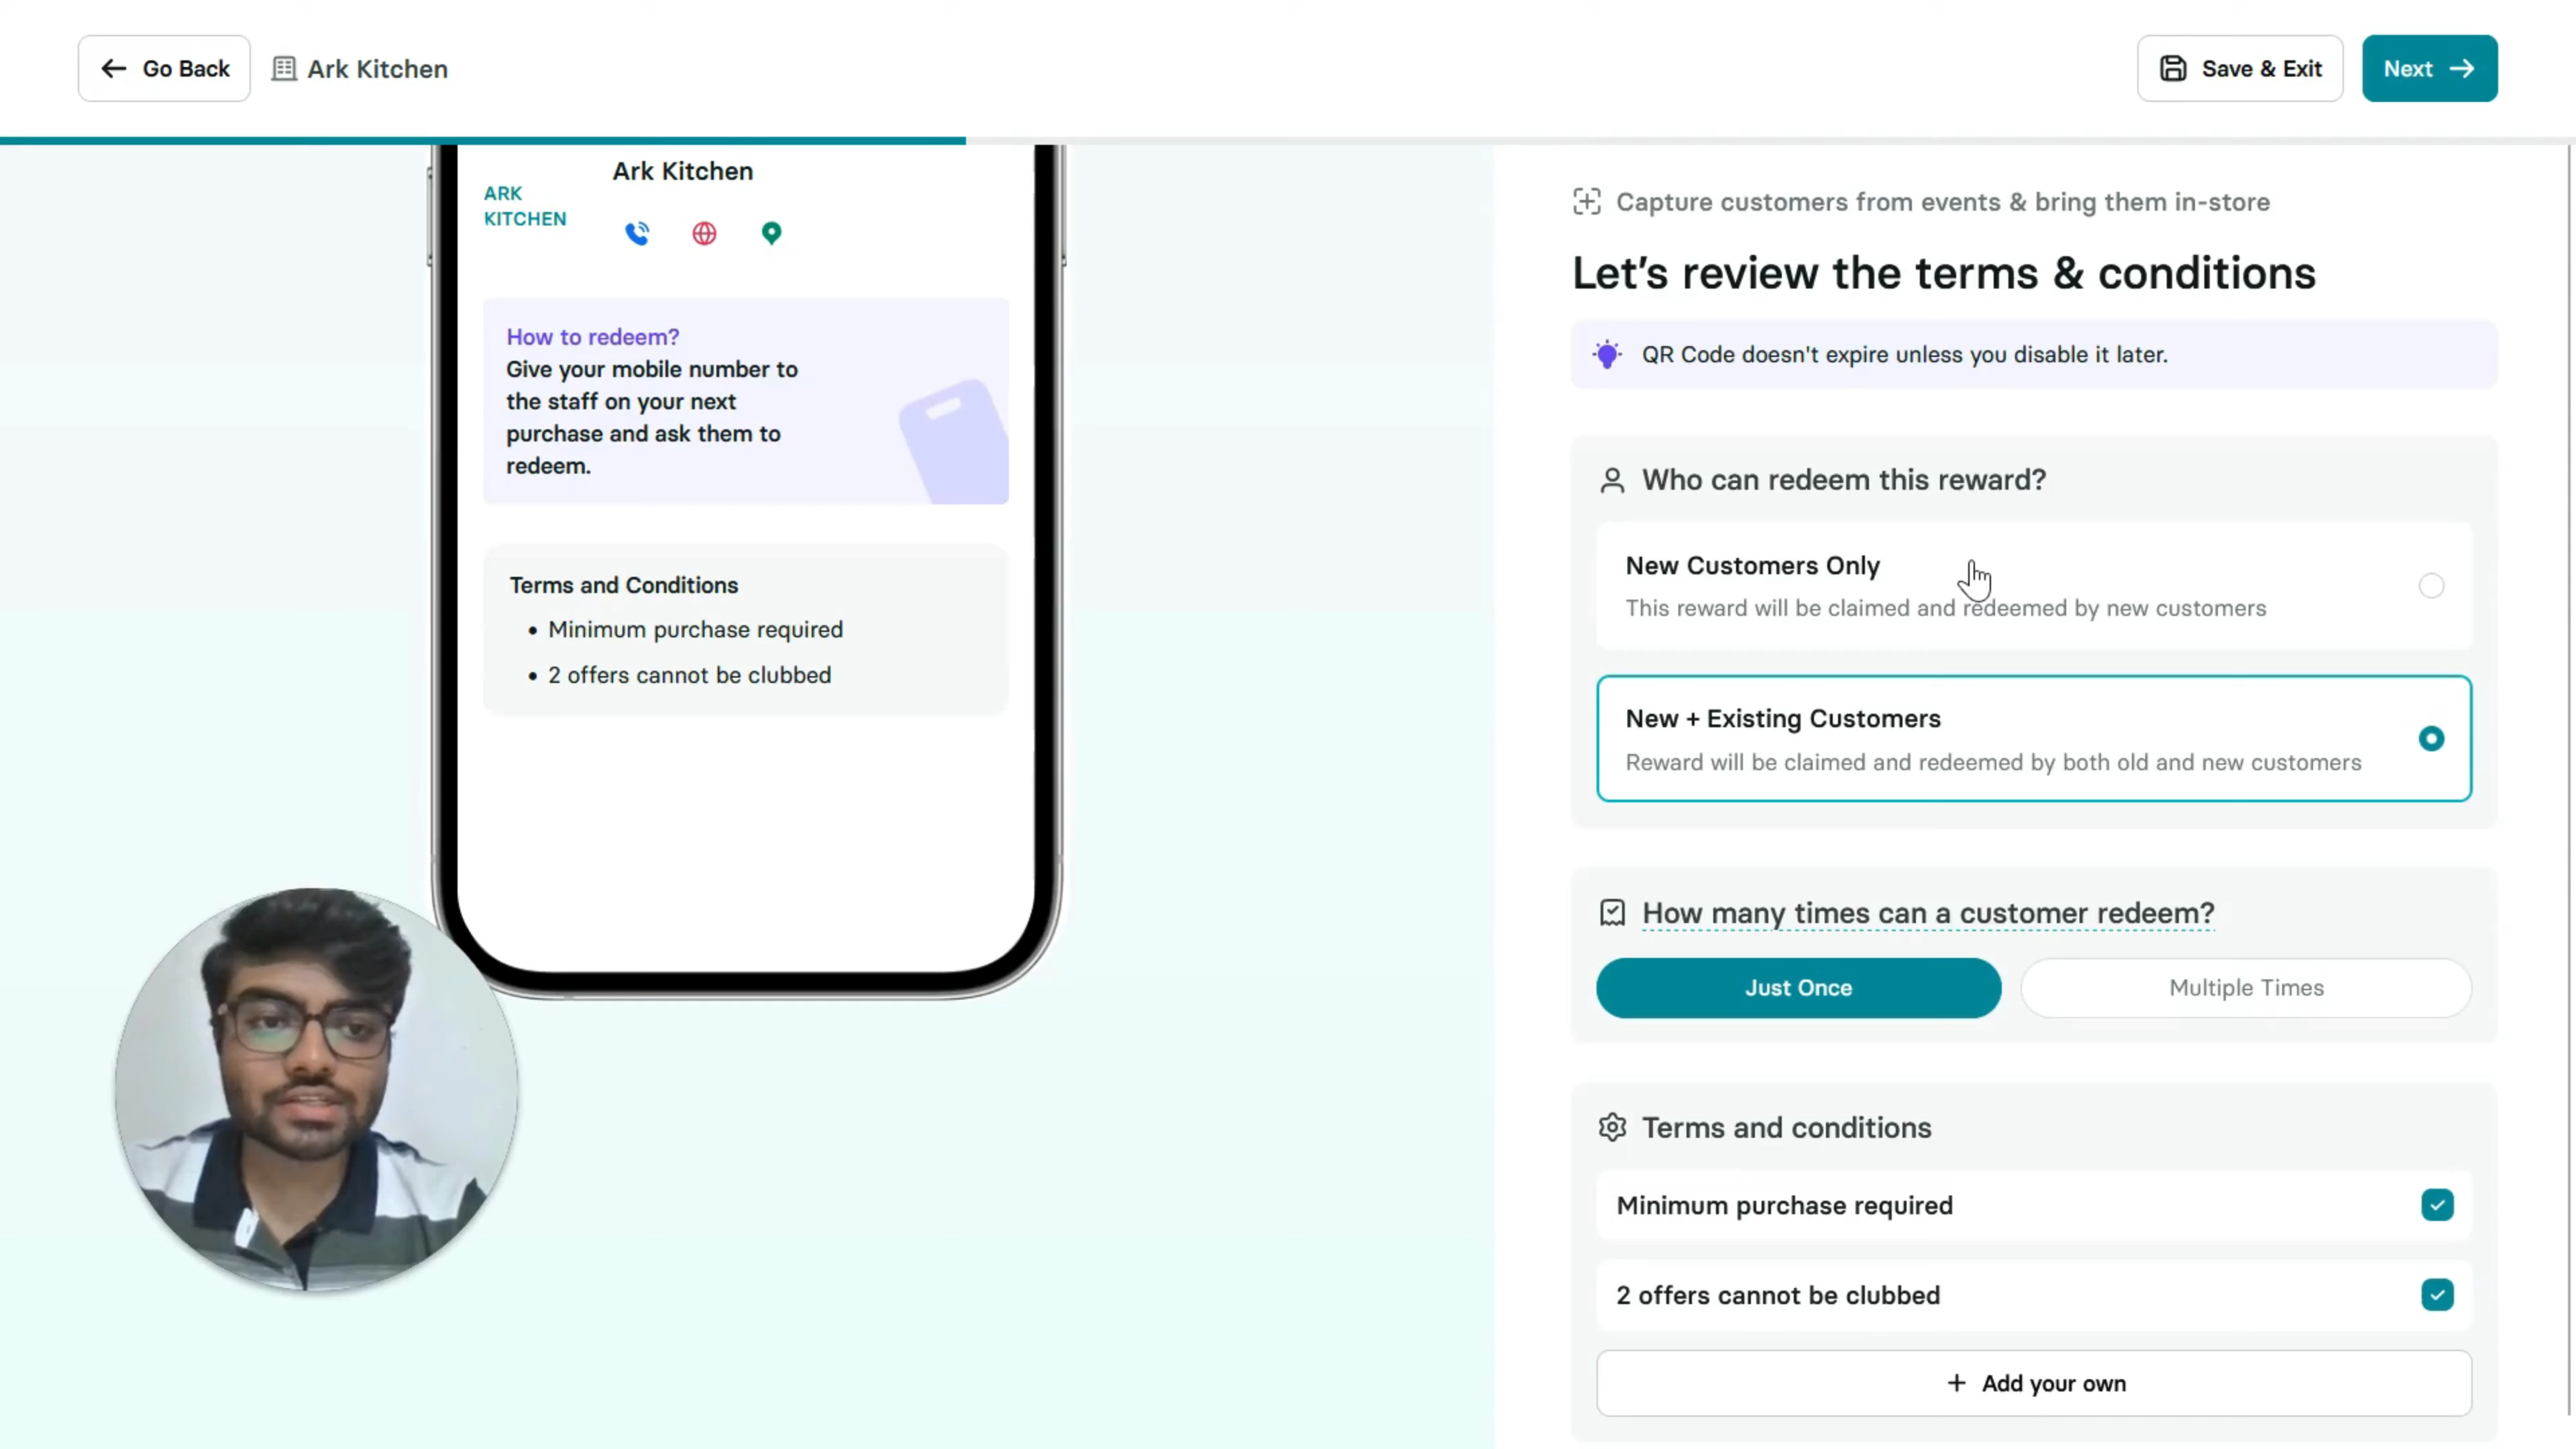 Go Back
Ark Kitchen
Save & Exit
Next
Ark Kitchen
ARK
KITCHEN
How to redeem?
Give your mobile number to
the staff on your next
purchase and ask them to
redeem.
Terms and Conditions
• Minimum purchase required
• 2 offers cannot be clubbed
Capture customers from events & bring them in-store
Let’s review the terms & conditions
QR Code doesn't expire unless you disable it later.
Who can redeem this reward?
New Customers Only
This reward will be claimed and redeemed by new customers
New + Existing Customers
Reward will be claimed and redeemed by both old and new customers
How many times can a customer redeem?
Just Once
Multiple Times
Terms and conditions
Minimum purchase required
2 offers cannot be clubbed
+ Add your own